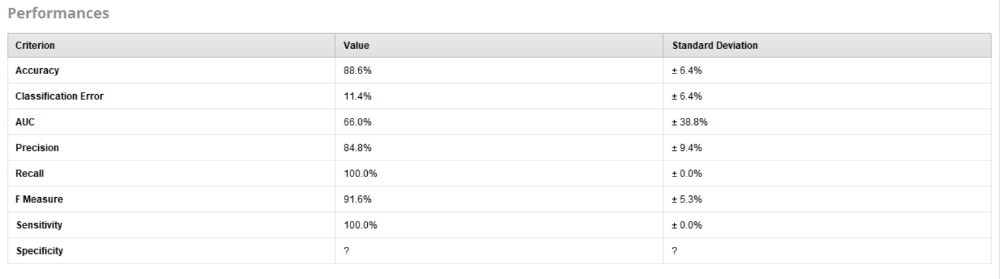 Performances
Criterion Value Standard Deviation
Accuracy 88.6% ± 6.4%
Classification Error 11.4% ± 6.4%
AUC 66.0% ± 38.8%
Precision 84.8% ± 9.4%
Recall 100.0% ± 0.0%
F Measure 91.6% ± 5.3%
Sensitivity 100.0% ± 0.0%
Specificity ? ?